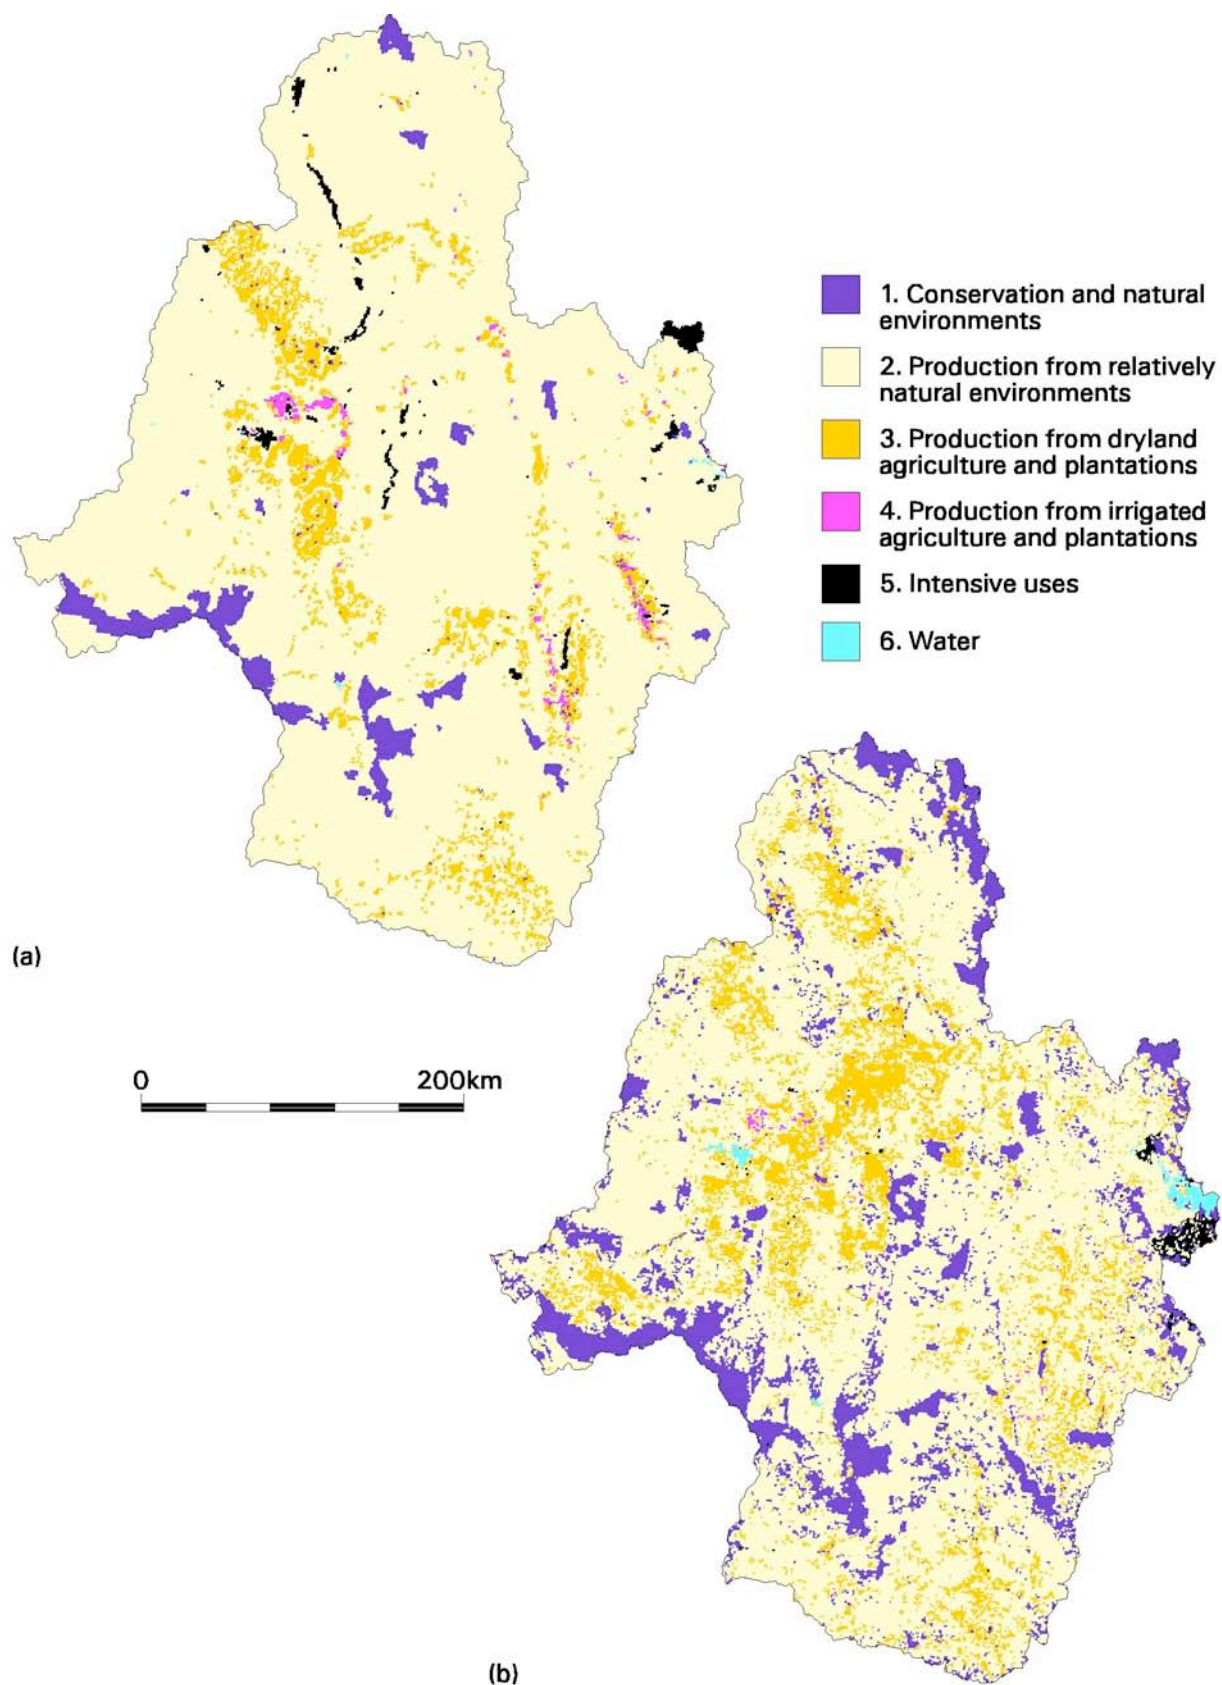 1. Conservation and natural
environments
2. Production from relatively
natural environments
3. Production from dryland
agriculture and plantations
4. Production from irrigated
agriculture and plantations
5. Intensive uses
6. Water
(a)
0 200km
(b)